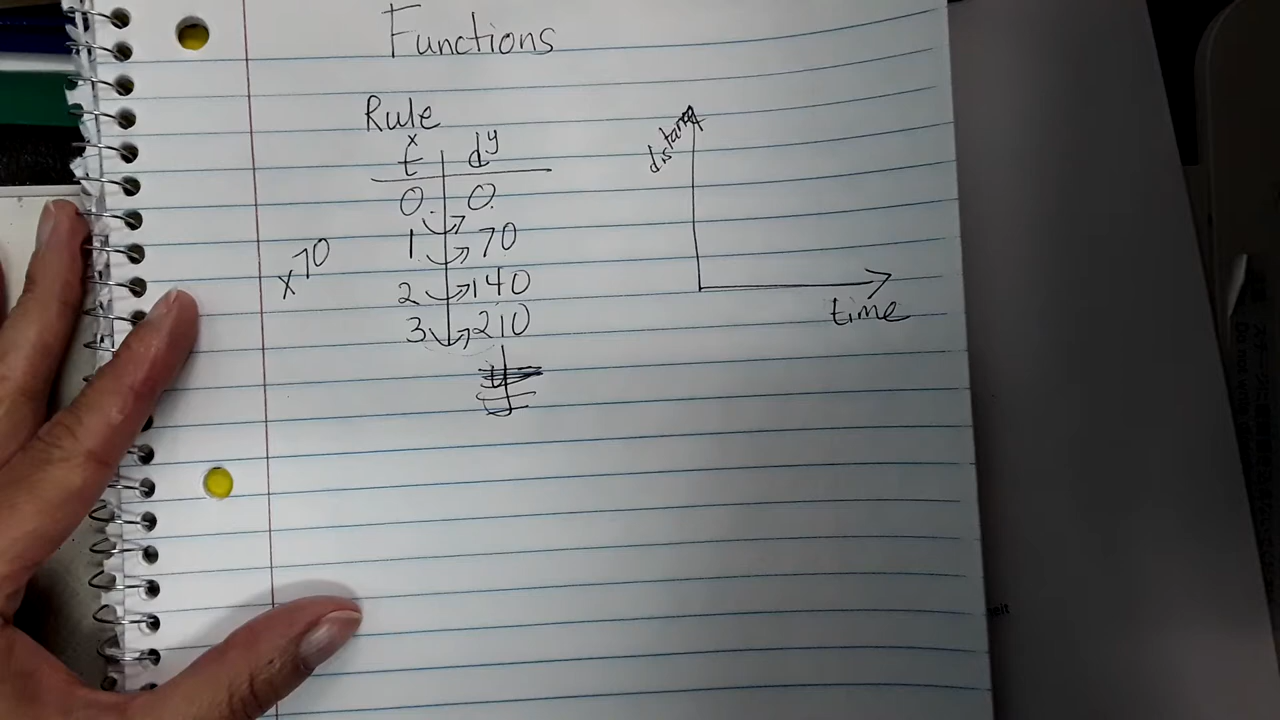 Functions
Rule
x y
t d
0 0
1 70
x70
2 140
3 210
distance
time